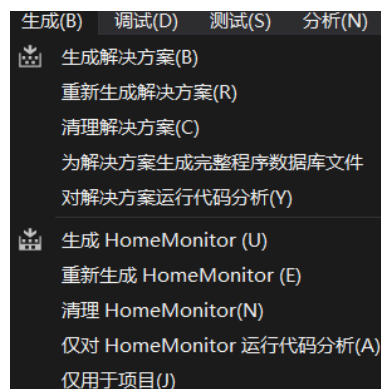 生成(B) 调试(D) 测试(S) 分析(N)
生成解决方案(B)
重新生成解决方案(R)
清理解决方案(C)
为解决方案生成完整程序数据库文件
对解决方案运行代码分析(Y)
生成 HomeMonitor (U)
重新生成 HomeMonitor (E)
清理 HomeMonitor(N)
仅对 HomeMonitor 运行代码分析(A)
仅用于项目(J)